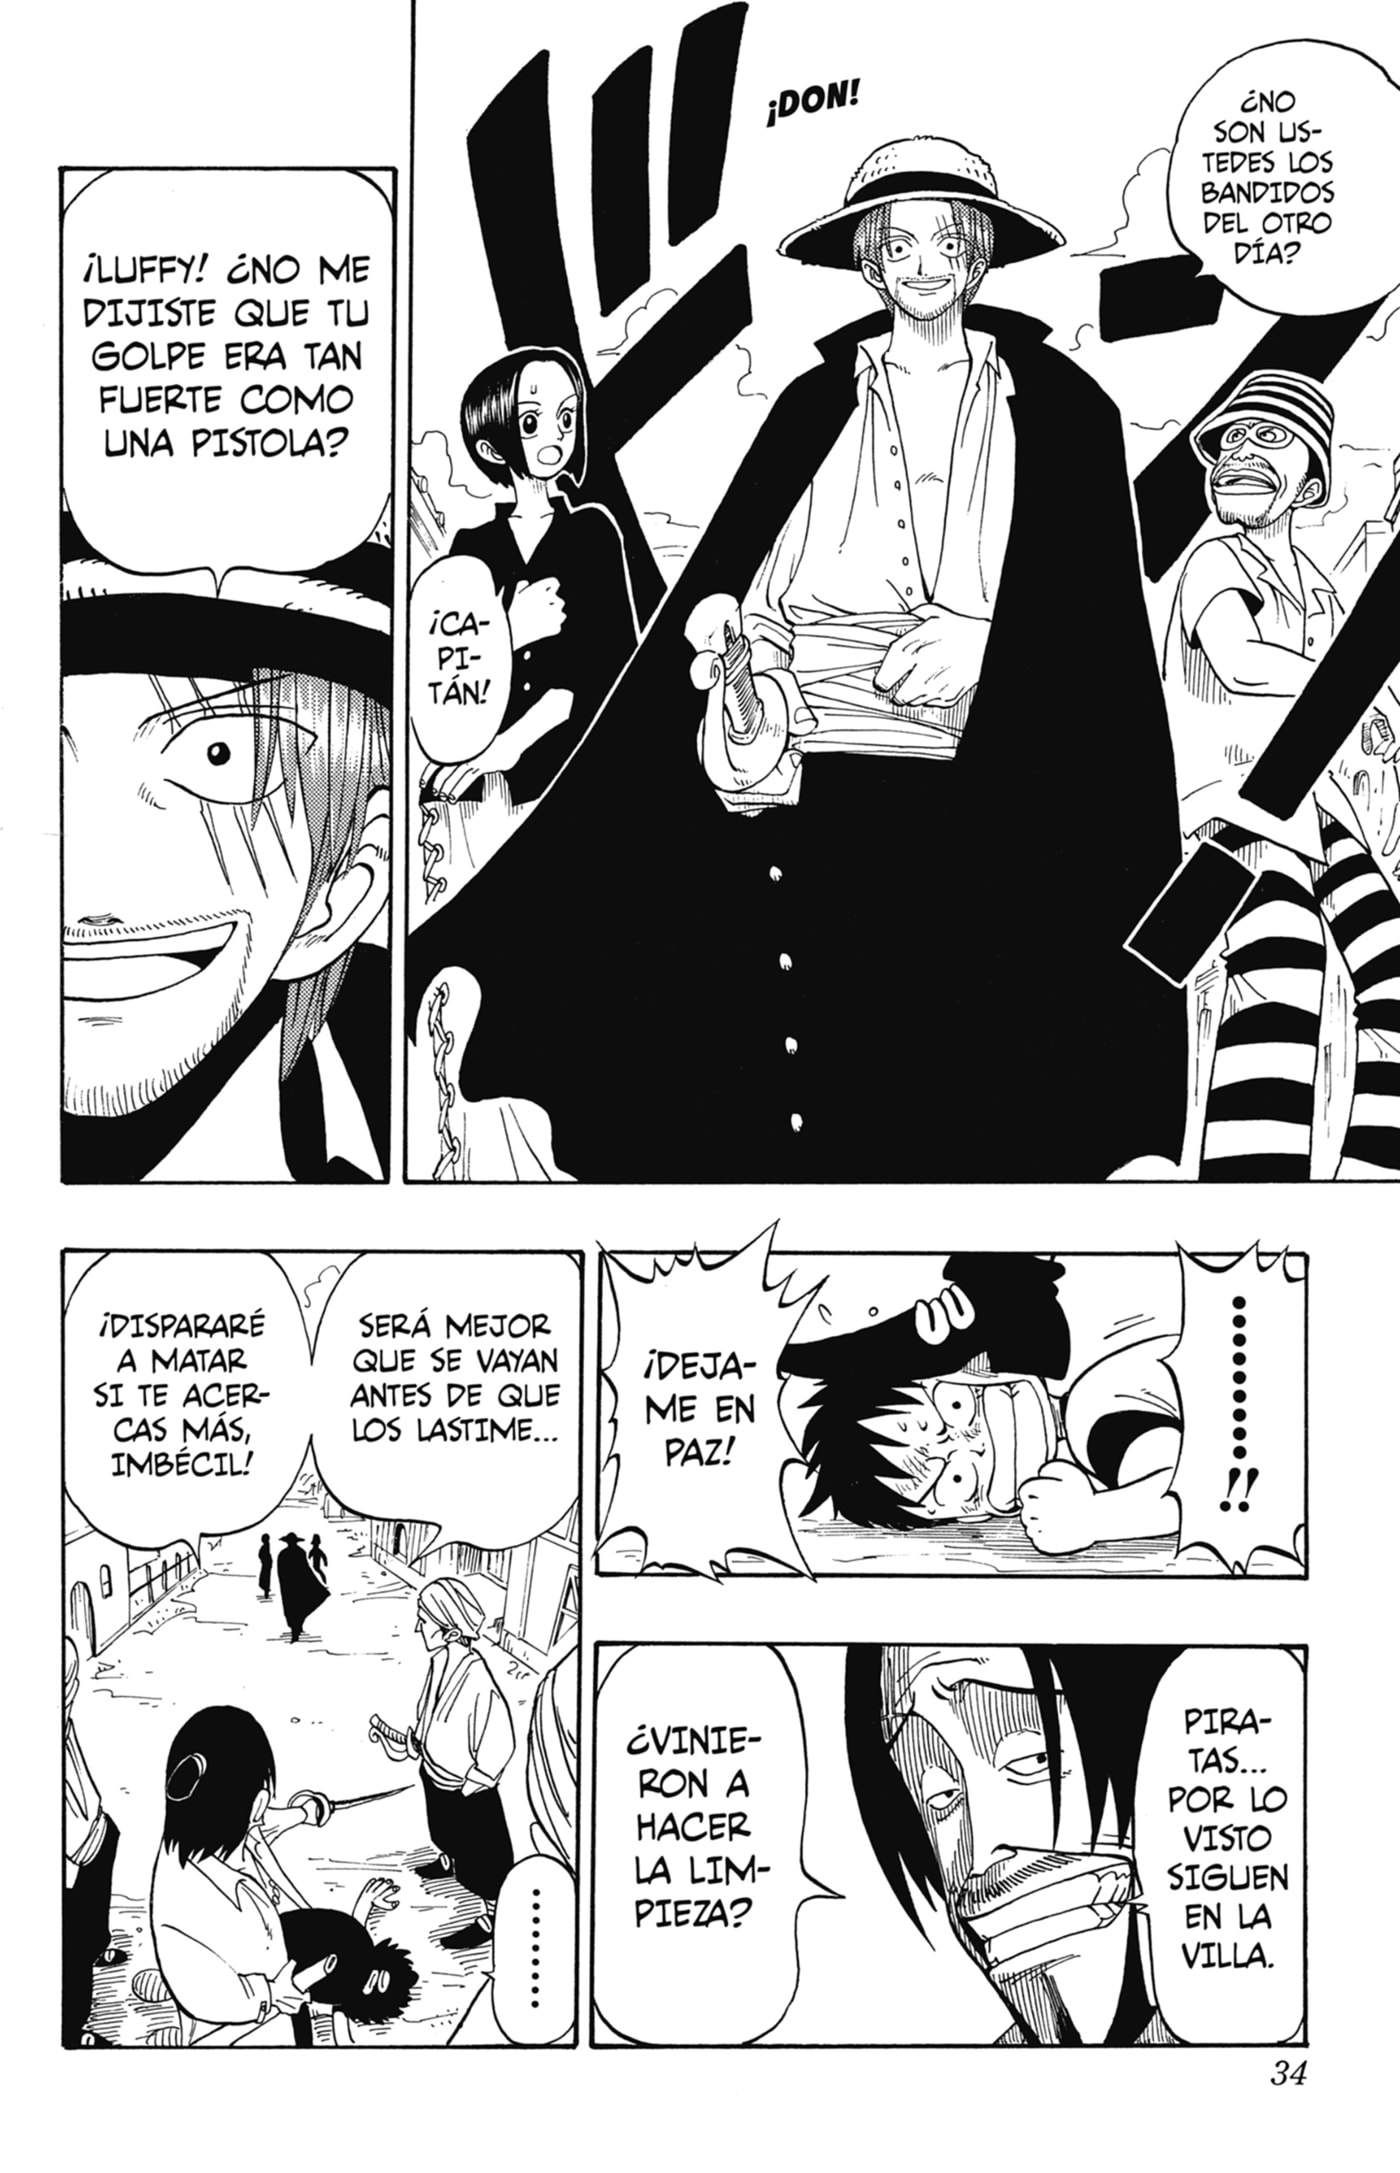 ¡DON!
¿NO
SON US-
TEDES LOS
BANDIDOS
DEL OTRO
DÍA?
¡CA-
PI-
TÁN!
¡LUFFY! ¿NO ME
DIJISTE QUE TU
GOLPE ERA TAN
FUERTE COMO
UNA PISTOLA?
..........!!
¡DEJA-
ME EN
PAZ!
PIRA-
TAS...
POR LO
VISTO
SIGUEN
EN LA
VILLA.
¿VINIE-
RON A
HACER
LA LIM-
PIEZA?
SERÁ MEJOR
QUE SE VAYAN
ANTES DE QUE
LOS LASTIME...
¡DISPARARÉ
A MATAR
SI TE ACER-
CAS MÁS,
IMBÉCIL!
.........
34